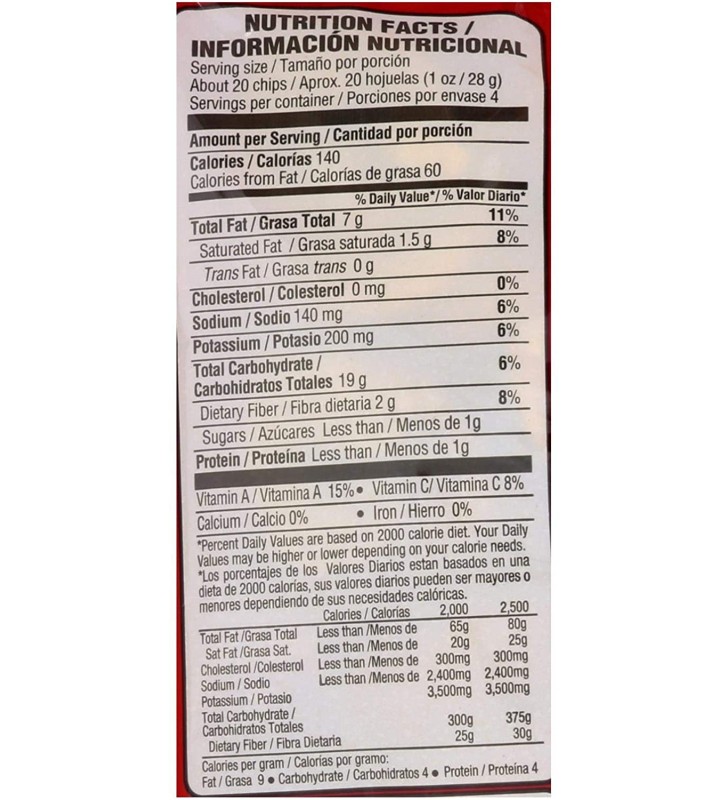 NUTRITION FACTS /
INFORMACIÓN NUTRICIONAL
Serving size / Tamaño por porción
About 20 chips / Aprox. 20 hojuelas (1 oz / 28 g)
Servings per container / Porciones por envase 4
Amount per Serving / Cantidad por porción
Calories / Calorías 140
Calories from Fat / Calorías de grasa 60
% Daily Value*/ % Valor Diario*
Total Fat / Grasa Total 7 g 11%
Saturated Fat / Grasa saturada 1.5 g 8%
Trans Fat / Grasa trans 0 g
Cholesterol / Colesterol 0 mg 0%
Sodium / Sodio 140 mg 6%
Potassium / Potasio 200 mg 6%
Total Carbohydrate /
Carbohidratos Totales 19 g 6%
Dietary Fiber / Fibra dietaria 2 g 8%
Sugars / Azúcares Less than / Menos de 1g
Protein / Proteína Less than / Menos de 1g
Vitamin A / Vitamina A 15% • Vitamin C/ Vitamina C 8%
Calcium / Calcio 0% • Iron / Hierro 0%
*Percent Daily Values are based on 2000 calorie diet. Your Daily
Values may be higher or lower depending on your calorie needs.
*Los porcentajes de los Valores Diarios estan basados en una
dieta de 2000 calorías, sus valores diarios pueden ser mayores o
menores dependiendo de sus necesidades calóricas.
Calories / Calorías 2,000 2,500
Total Fat /Grasa Total Less than /Menos de 65g 80g
Sat Fat /Grasa Sat. Less than /Menos de 20g 25g
Cholesterol /Colesterol Less than /Menos de 300mg 300mg
Sodium / Sodio Less than /Menos de 2,400mg 2,400mg
Potassium / Potasio 3,500mg 3,500mg
Total Carbohydrate /
Carbohidratos Totales 300g 375g
Dietary Fiber / Fibra Dietaria 25g 30g
Calories per gram / Calorías por gramo:
Fat / Grasa 9 • Carbohydrate / Carbohidratos 4 • Protein / Proteína 4